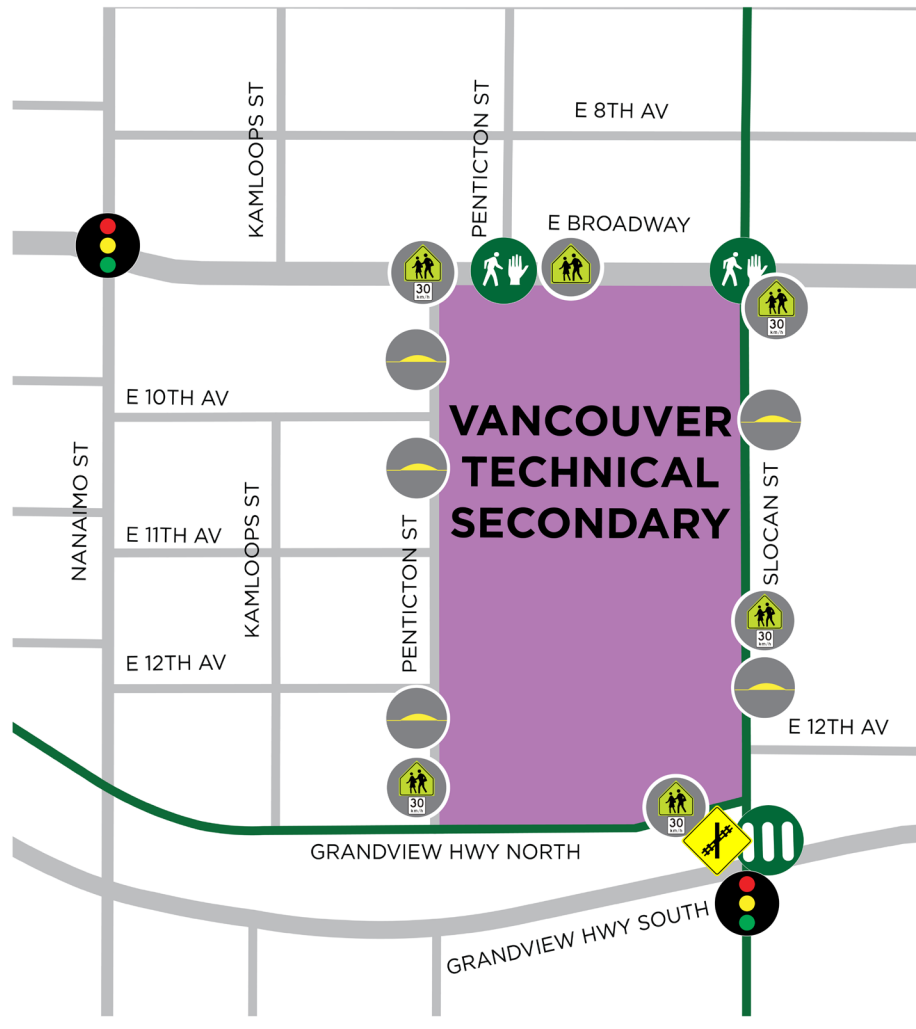 KAMLOOPS ST
PENTICTON ST
E 8TH AV
E BROADWAY
30
km/h
30
km/h
E 10TH AV
VANCOUVER
TECHNICAL
SECONDARY
NANAIMO ST
KAMLOOPS ST
E 11TH AV
PENTICTON ST
SLOCAN ST
30
km/h
E 12TH AV
E 12TH AV
30
km/h
30
km/h
GRANDVIEW HWY NORTH
GRANDVIEW HWY SOUTH